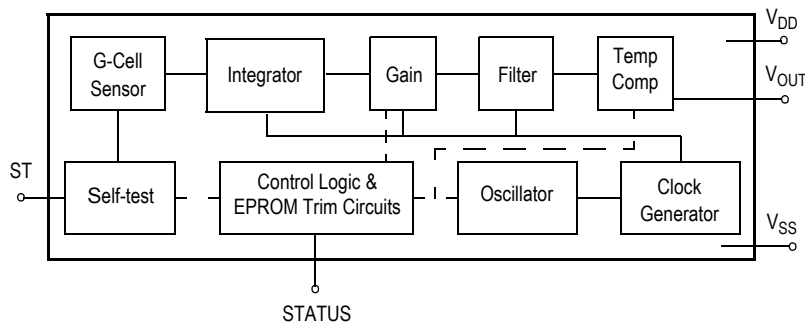 V_DD
G-Cell
Sensor
Integrator
Gain
Filter
Temp
Comp
V_OUT
ST
Self-test
Control Logic &
EPROM Trim Circuits
Oscillator
Clock
Generator
V_SS
STATUS